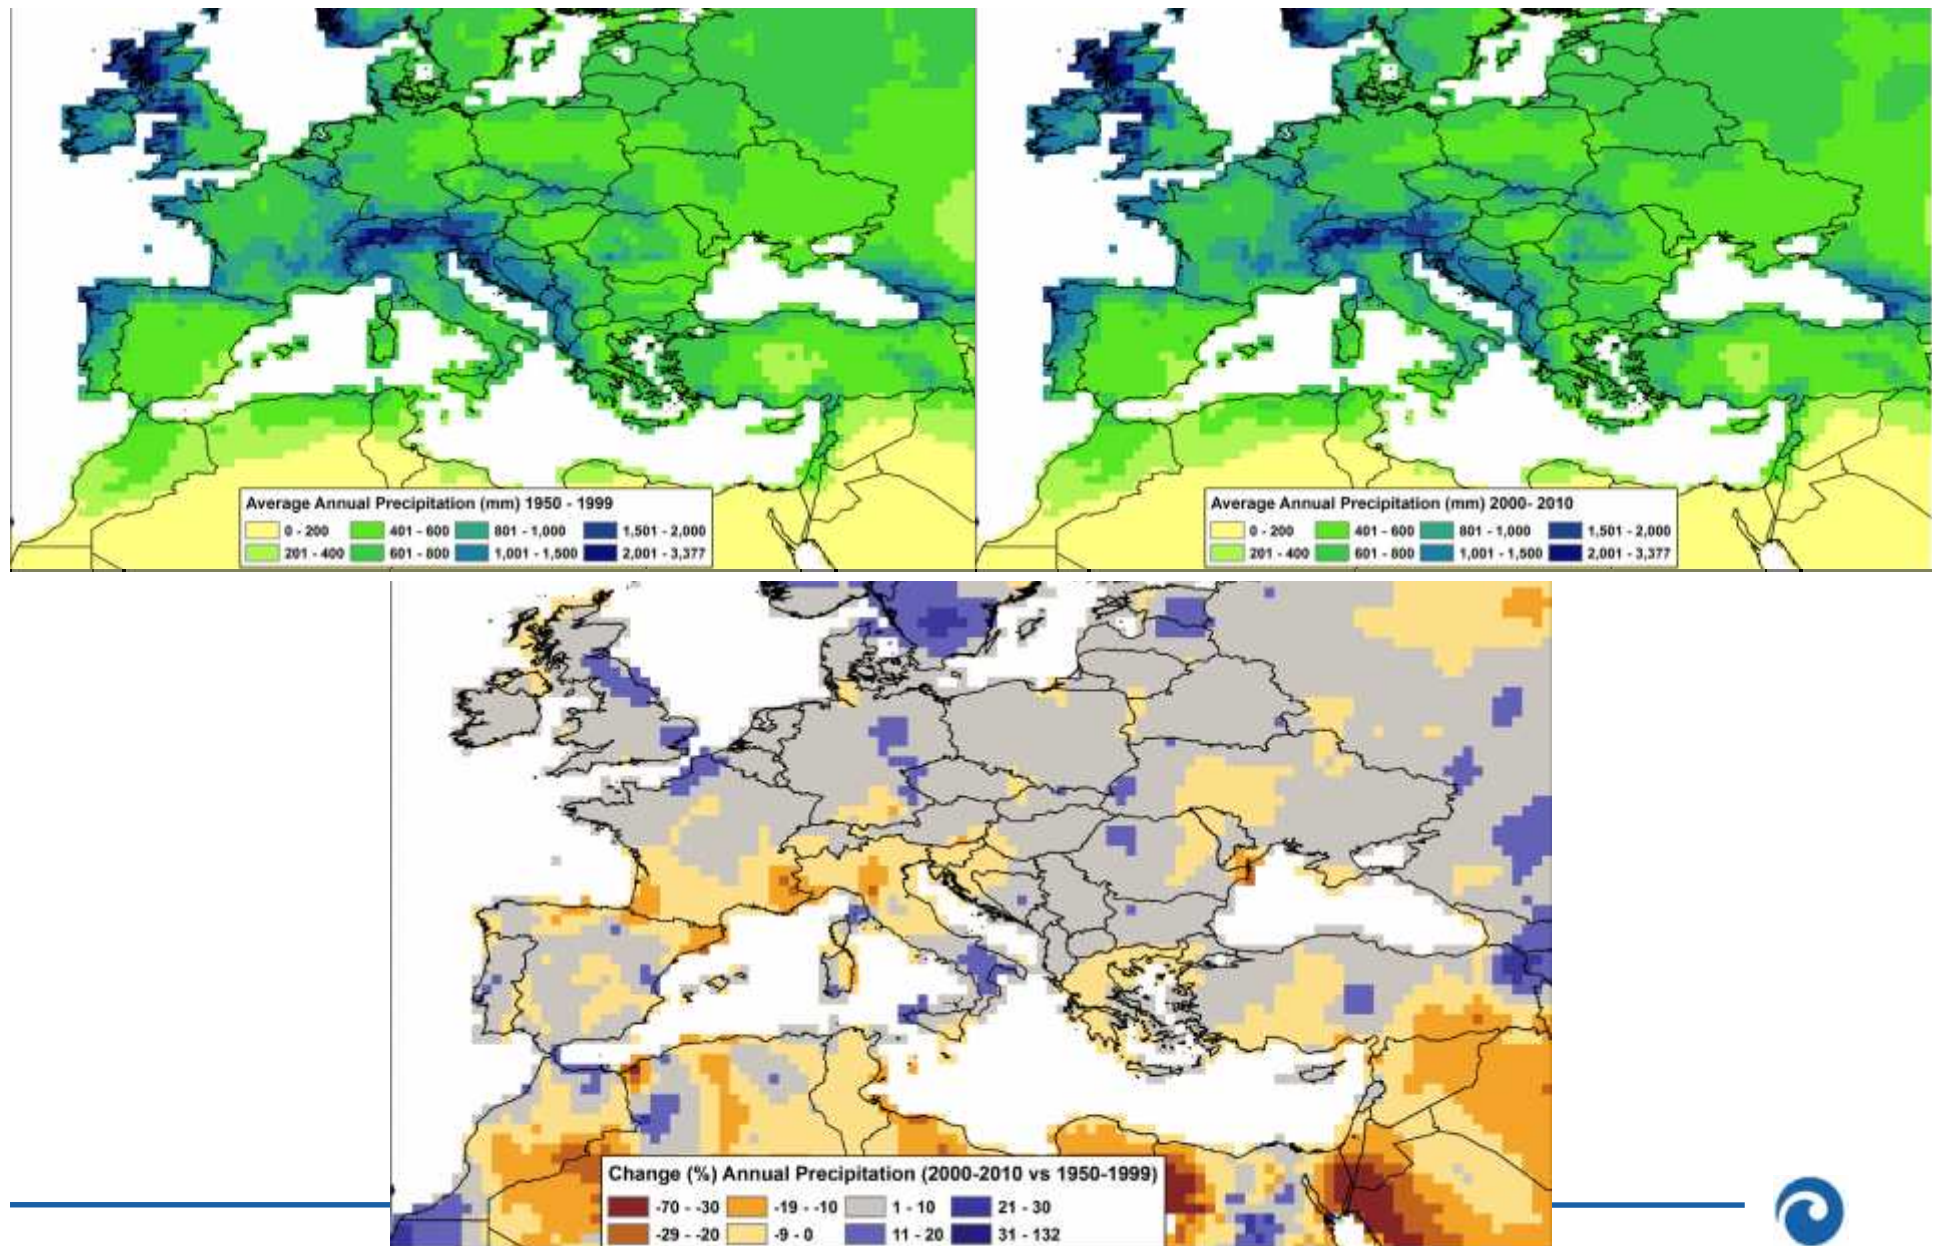 Average Annual Precipitation (mm) 1950 - 1999
0 - 200 401 - 600 801 - 1,000 1,501 - 2,000
201 - 400 601 - 800 1,001 - 1,500 2,001 - 3,377
Average Annual Precipitation (mm) 2000- 2010
0 - 200 401 - 600 801 - 1,000 1,501 - 2,000
201 - 400 601 - 800 1,001 - 1,500 2,001 - 3,377
Change (%) Annual Precipitation (2000-2010 vs 1950-1999)
-70 - -30 -19 - -10 1 - 10 21 - 30
-29 - -20 -9 - 0 11 - 20 31 - 132